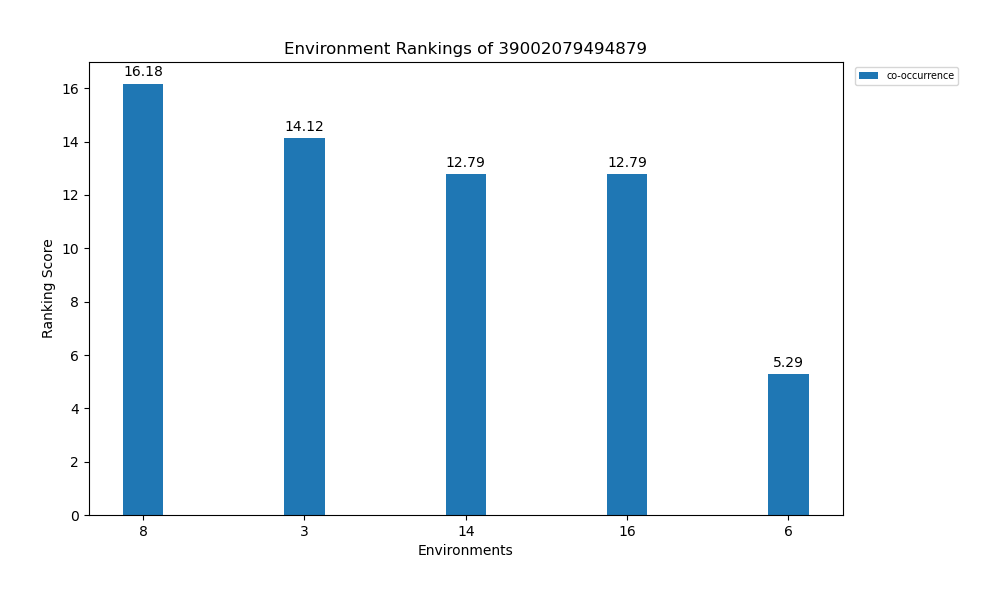 Environment Rankings of 39002079494879
co-occurrence
16.18
14.12
12.79
12.79
5.29
16
14
12
10
8
6
4
2
0
Ranking Score
8 3 14 16 6
Environments